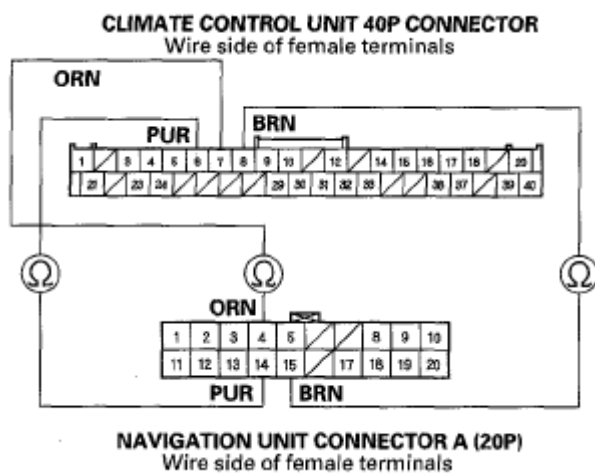 CLIMATE CONTROL UNIT 40P CONNECTOR
Wire side of female terminals
ORN
PUR BRN
1 3 4 5 6 7 8 9 10 12 14 15 16 17 18 20
21 23 24 29 30 31 32 33 36 37 39 40
Ω Ω Ω
ORN
1 2 3 4 5 8 9 10
11 12 13 14 15 17 18 19 20
PUR BRN
NAVIGATION UNIT CONNECTOR A (20P)
Wire side of female terminals